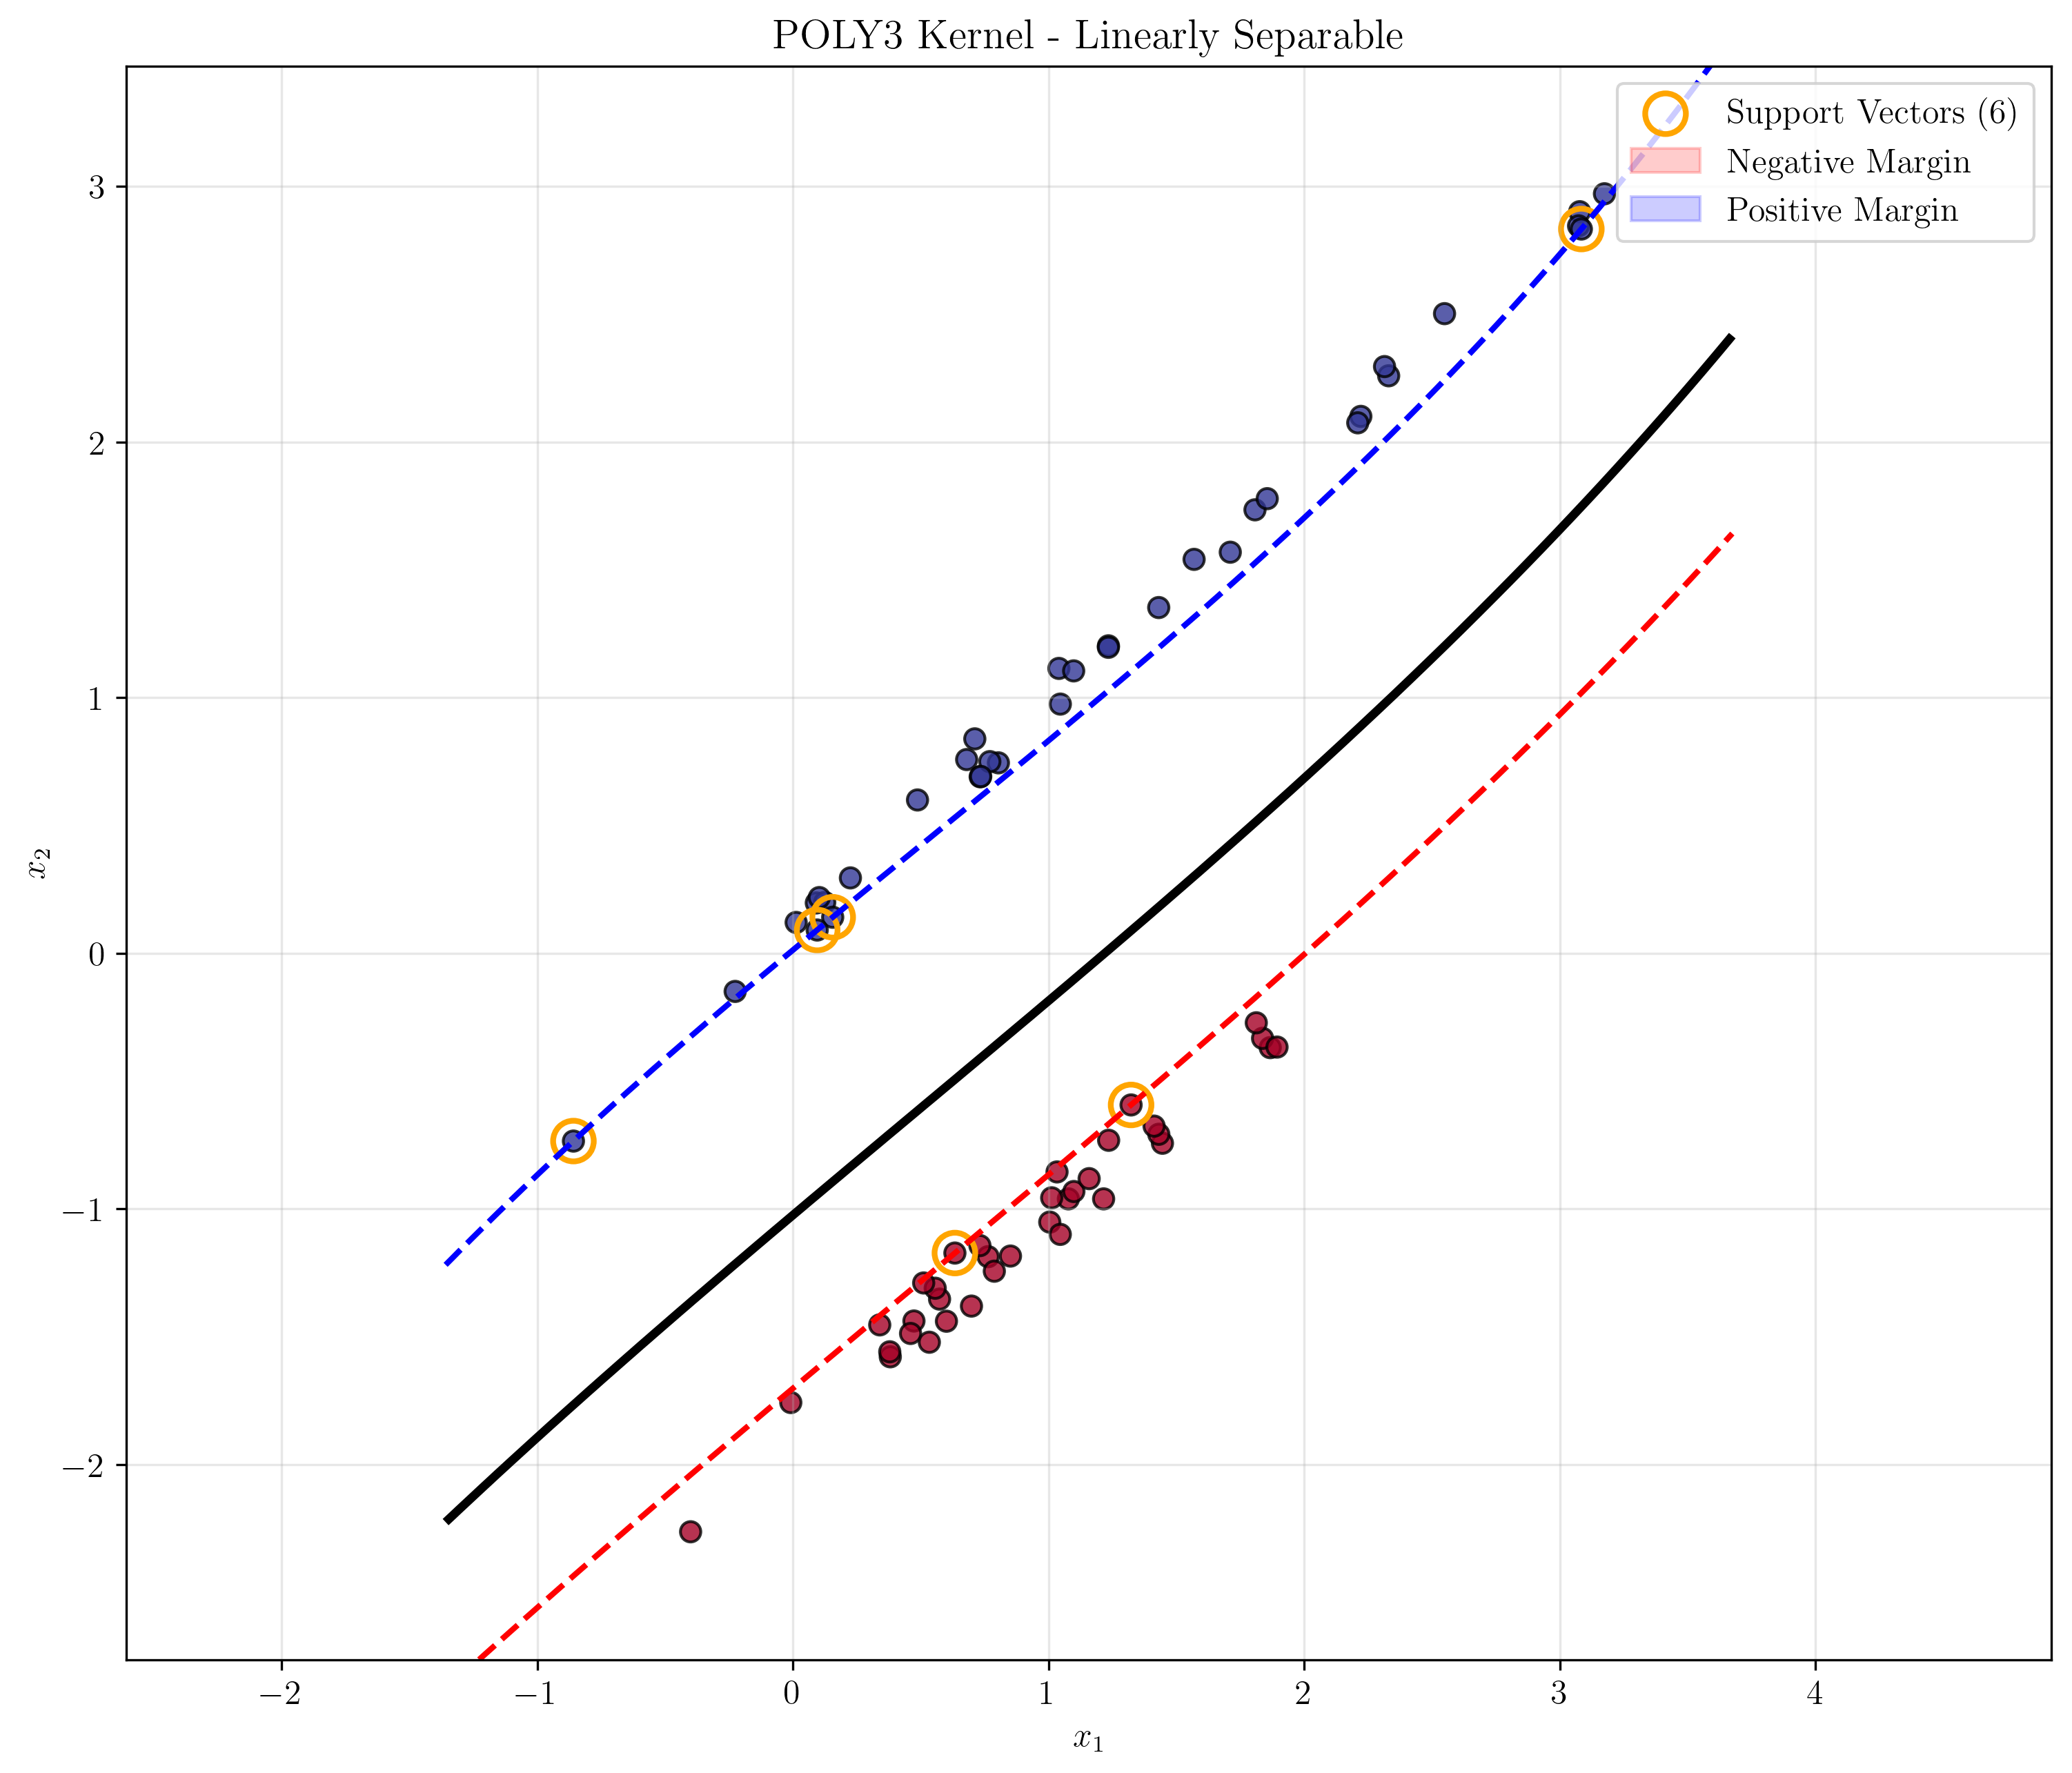 POLY3 Kernel - Linearly Separable
Support Vectors (6)
Negative Margin
Positive Margin
3
2
1
0
−1
−2
x₂
−2
−1
0
1
2
3
4
x₁